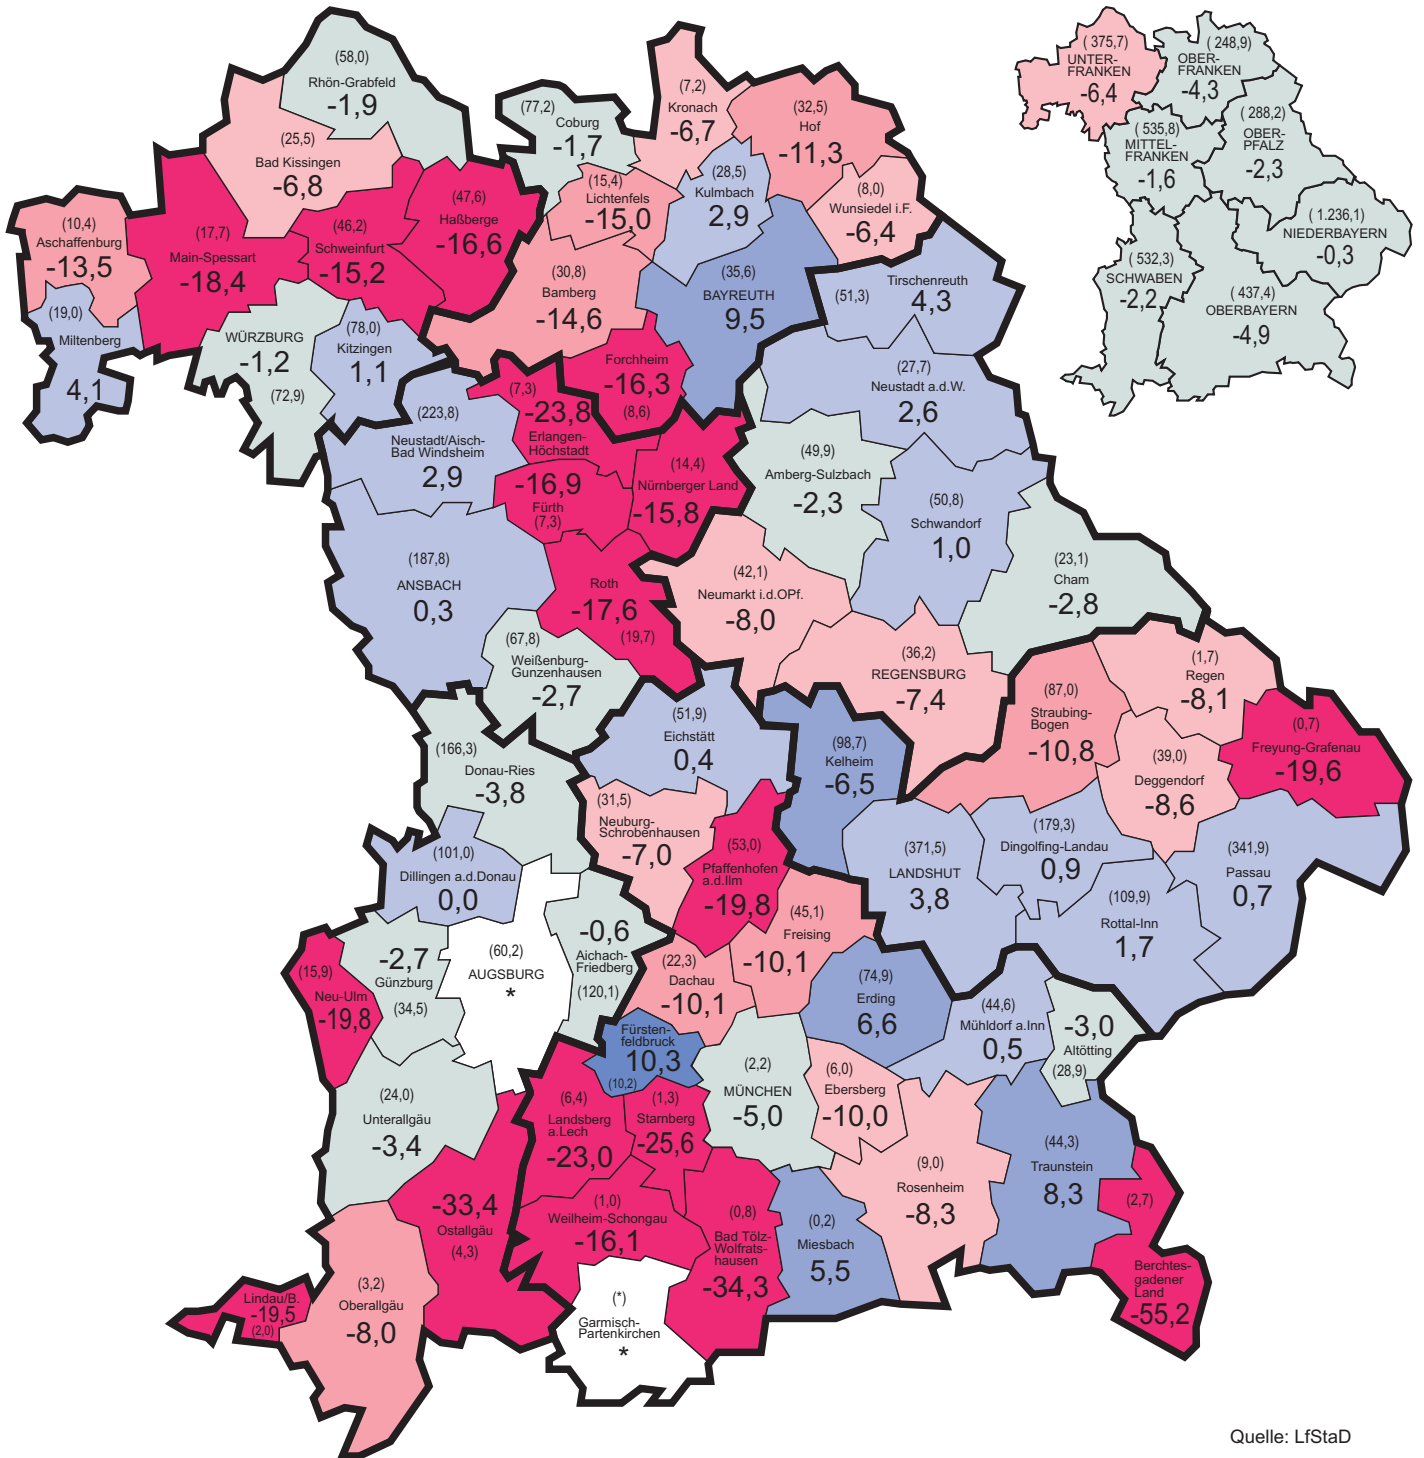 (58,0)
Rhön-Grabfeld
-1,9
(25,5)
Bad Kissingen
-6,8
(77,2)
Coburg
-1,7
(7,2)
Kronach
-6,7
(32,5)
Hof
-11,3
(28,5)
Kulmbach
2,9
(15,4)
Lichtenfels
-15,0
(8,0)
Wunsiedel i.F.
-6,4
(47,6)
Haßberge
-16,6
(46,2)
Schweinfurt
-15,2
(17,7)
Main-Spessart
-18,4
(10,4)
Aschaffenburg
-13,5
(19,0)
Miltenberg
4,1
WÜRZBURG
-1,2
(72,9)
(78,0)
Kitzingen
1,1
(30,8)
Bamberg
-14,6
(35,6)
BAYREUTH
9,5
(51,3)
Tirschenreuth
4,3
Forchheim
-16,3
(8,6)
(7,3)
-23,8
Erlangen-
Höchstadt
(223,8)
Neustadt/Aisch-
Bad Windsheim
2,9
-16,9
Fürth
(7,3)
(14,4)
Nürnberger Land
-15,8
(27,7)
Neustadt a.d.W.
2,6
(49,9)
Amberg-Sulzbach
-2,3
(50,8)
Schwandorf
1,0
(23,1)
Cham
-2,8
(187,8)
ANSBACH
0,3
Roth
-17,6
(19,7)
(42,1)
Neumarkt i.d.OPf.
-8,0
(67,8)
Weißenburg-
Gunzenhausen
-2,7
(36,2)
REGENSBURG
-7,4
(1,7)
Regen
-8,1
(87,0)
Straubing-
Bogen
-10,8
(39,0)
Deggendorf
-8,6
(0,7)
Freyung-Grafenau
-19,6
(51,9)
Eichstätt
0,4
(98,7)
Kelheim
-6,5
(166,3)
Donau-Ries
-3,8
(31,5)
Neuburg-
Schrobenhausen
-7,0
(53,0)
Pfaffenhofen
a.d.Ilm
-19,8
(371,5)
LANDSHUT
3,8
(179,3)
Dingolfing-Landau
0,9
(341,9)
Passau
0,7
(109,9)
Rottal-Inn
1,7
(101,0)
Dillingen a.d.Donau
0,0
(45,1)
Freising
-10,1
-0,6
Aichach-
Friedberg
(120,1)
(60,2)
AUGSBURG
*
-2,7
Günzburg
(34,5)
(15,9)
Neu-Ulm
-19,8
(22,3)
Dachau
-10,1
(74,9)
Erding
6,6
(44,6)
Mühldorf a.Inn
0,5
-3,0
Altötting
(28,9)
Fürsten-
feldbruck
10,3
(10,2)
(2,2)
MÜNCHEN
-5,0
(6,0)
Ebersberg
-10,0
(24,0)
Unterallgäu
-3,4
(6,4)
Landsberg
a.Lech
-23,0
(1,3)
Starnberg
-25,6
(9,0)
Rosenheim
-8,3
(44,3)
Traunstein
8,3
-33,4
Ostallgäu
(4,3)
(1,0)
Weilheim-Schongau
-16,1
(0,8)
Bad Tölz-
Wolfrats-
hausen
-34,3
(0,2)
Miesbach
5,5
(2,7)
Berchtes-
gadener
Land
-55,2
Lindau/B.
-19,5
(2,0)
(3,2)
Oberallgäu
-8,0
(*)
Garmisch-
Partenkirchen
*
( 375,7)
UNTER-
FRANKEN
-6,4
( 248,9)
OBER-
FRANKEN
-4,3
( 288,2)
OBER-
PFALZ
-2,3
( 535,8)
MITTEL-
FRANKEN
-1,6
( 1.236,1)
NIEDERBAYERN
-0,3
( 532,3)
SCHWABEN
-2,2
( 437,4)
OBERBAYERN
-4,9
Quelle: LfStaD